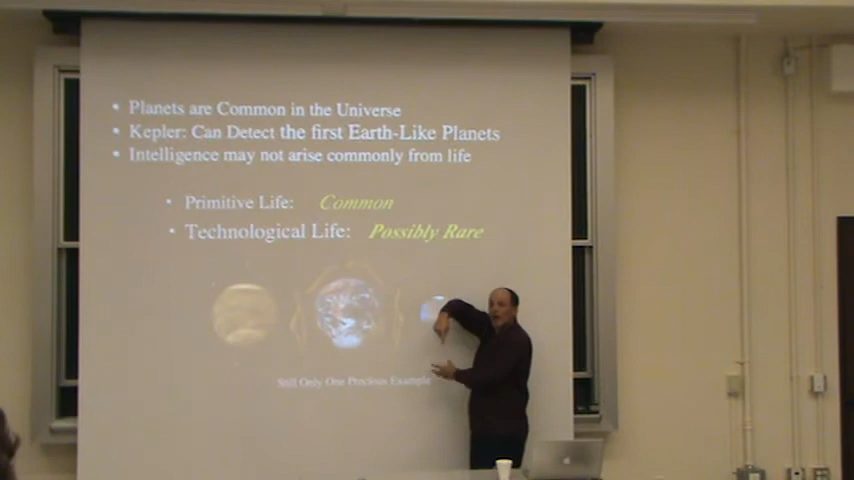 • Planets are Common in the Universe
• Kepler: Can Detect the first Earth-Like Planets
• Intelligence may not arise commonly from life
• Primitive Life: Common
• Technological Life: Possibly Rare
Still Only One Precious Example